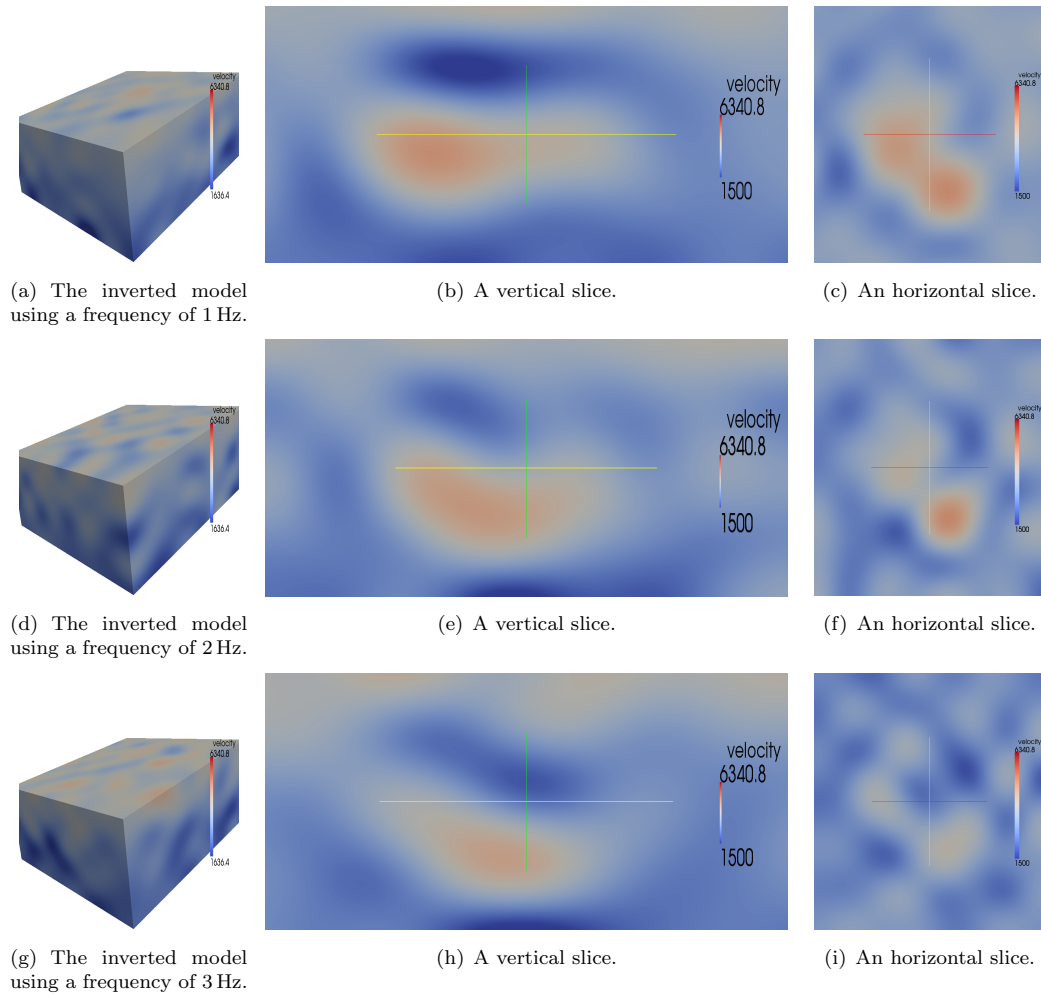 velocity
6340.8
1636.4
velocity
6340.8
1500
velocity
6340.8
1500
(a) The inverted model
using a frequency of 1 Hz.
(b) A vertical slice.
(c) An horizontal slice.
velocity
6340.8
1636.4
velocity
6340.8
1500
velocity
6340.8
1500
(d) The inverted model
using a frequency of 2 Hz.
(e) A vertical slice.
(f) An horizontal slice.
velocity
6340.8
1636.4
velocity
6340.8
1500
velocity
6340.8
1500
(g) The inverted model
using a frequency of 3 Hz.
(h) A vertical slice.
(i) An horizontal slice.